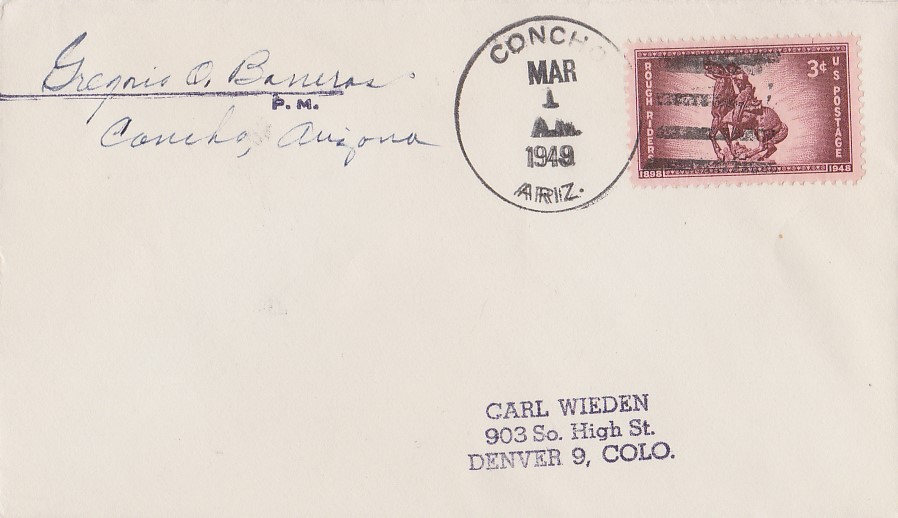 Gregorio O. Barreras
P.M.
Concho, Arizona
CONCHO
MAR
1
A.M.
1949
ARIZ.
ROUGH RIDERS
3¢
US POSTAGE
1898 1948
CARL WIEDEN
903 So. High St.
DENVER 9, COLO.